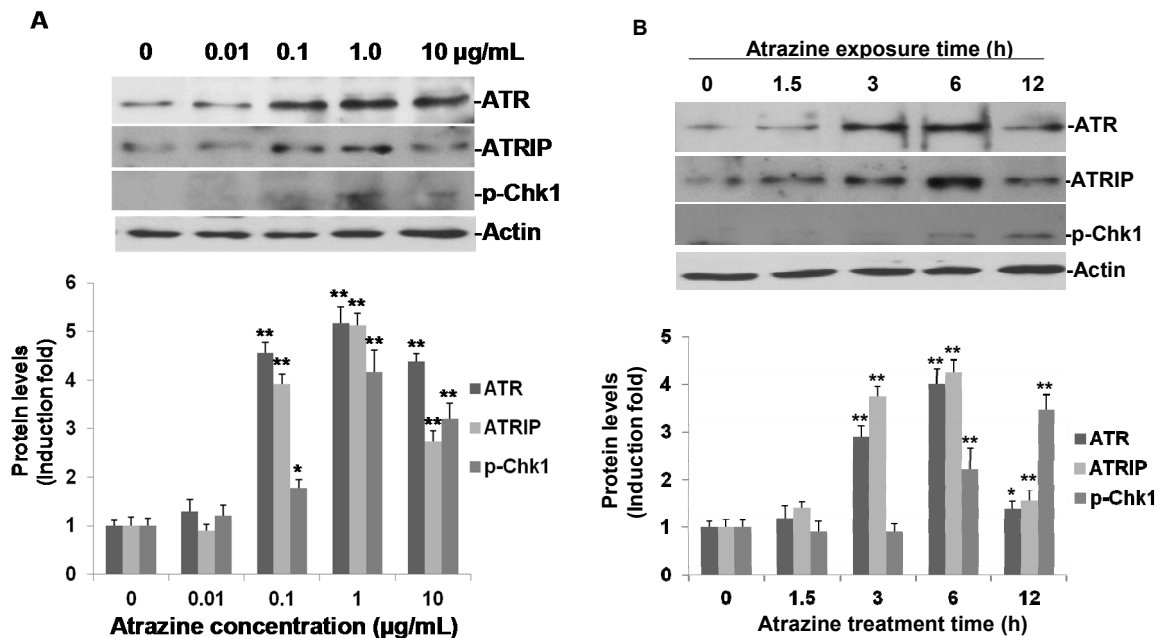 A
0 0.01 0.1 1.0 10 µg/mL
-ATR
-ATRIP
-p-Chk1
-Actin
Protein levels
(Induction fold)
6
5
4
3
2
1
0
** ** ** * ** ** ** ** ** **
ATR
ATRIP
p-Chk1
0 0.01 0.1 1 10
Atrazine concentration (µg/mL)
B
Atrazine exposure time (h)
0 1.5 3 6 12
-ATR
-ATRIP
-p-Chk1
-Actin
Protein levels
(Induction fold)
5
4
3
2
1
0
** ** ** ** ** * ** **
ATR
ATRIP
p-Chk1
0 1.5 3 6 12
Atrazine treatment time (h)